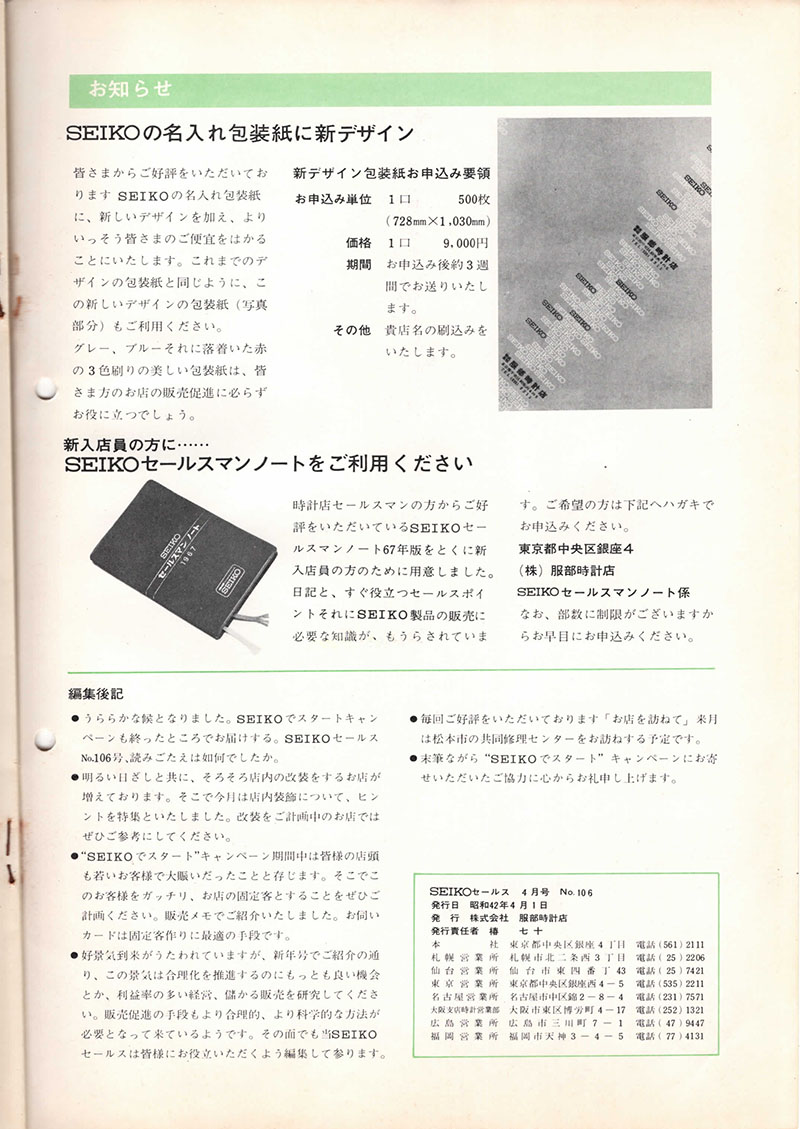 お知らせ
SEIKOの名入れ包装紙に新デザイン
皆さまからご好評をいただいてお
ります SEIKOの名入れ包装紙
に、新しいデザインを加え、より
いっそう皆さまのご便宜をはかる
ことにいたします。これまでのデ
ザインの包装紙と同じように、こ
の新しいデザインの包装紙（写真
部分）もご利用ください。
グレー、ブルーそれに落着いた赤
の3色刷りの美しい包装紙は、皆
さま方のお店の販売促進に必らず
お役に立つでしょう。
新デザイン包装紙お申込み要領
お申込み単位 1口 500枚
（728mm×1,030mm）
価格 1口 9,000円
期間 お申込み後約3週
間でお送りいたし
ます。
その他 貴店名の刷込みを
いたします。
新入店員の方に……
SEIKOセールスマンノートをご利用ください
SEIKO
セールスマン ノート
1967
SEIKO
時計店セールスマンの方からご好
評をいただいているSEIKOセー
ルスマンノート67年版をとくに新
入店員の方のために用意しました。
日記と、すぐ役立つセールスポイ
ントそれにSEIKO製品の販売に
必要な知識が、もうらされていま
す。ご希望の方は下記へハガキで
お申込みください。
東京都中央区銀座4
（株）服部時計店
SEIKOセールスマンノート係
なお、部数に制限がございますか
らお早目にお申込みください。
編集後記
●うららかな候となりました。SEIKOでスタートキャン
ペーンも終ったところでお届けする。SEIKOセールス
No.106号、読みごたえは如何でしたか。
●明るい日ざしと共に、そろそろ店内の改装をするお店が
増えております。そこで今月は店内装飾について、ヒン
トを特集といたしました。改装をご計画中のお店では
ぜひご参考にしてください。
●“SEIKOでスタート”キャンペーン期間中は皆様の店頭
も若いお客様で大賑いだったことと存じます。そこでこ
のお客様をガッチリ、お店の固定客とすることをぜひご
計画ください。販売メモでご紹介いたしました。お伺い
カードは固定客作りに最適の手段です。
●好景気到来がうたわれていますが、新年号でご紹介の通
り、この景気は合理化を推進するのにもっとも良い機会
とか、利益率の多い経営、儲かる販売を研究してくださ
い。販売促進の手段もより合理的、より科学的な方法が
必要となって来ているようです。その面でも当SEIKO
セールスは皆様にお役立いただくよう編集して参ります。
●毎回ご好評をいただいております「お店を訪ねて」来月
は松本市の共同修理センターをお訪ねする予定です。
●末筆ながら“SEIKOでスタート”キャンペーンにお寄
せいただいたご協力に心からお礼申し上げます。
SEIKOセールス 4月号 No.106
発行日 昭和42年4月1日
発行 株式会社 服部時計店
発行責任者 椿 七十
本社 東京都中央区銀座4丁目 電話(561)2111
札幌営業所 札幌市北二条西3丁目 電話(25)2206
仙台営業所 仙台市東四番丁43 電話(25)7421
東京営業所 東京都中央区銀座西4-5 電話(535)2211
名古屋営業所 名古屋市中区錦2-8-4 電話(231)7571
大阪支店時計営業部 大阪市東区博労町4-17 電話(252)1321
広島営業所 広島市三川町7-1 電話(47)9447
福岡営業所 福岡市天神3-4-5 電話(77)4131